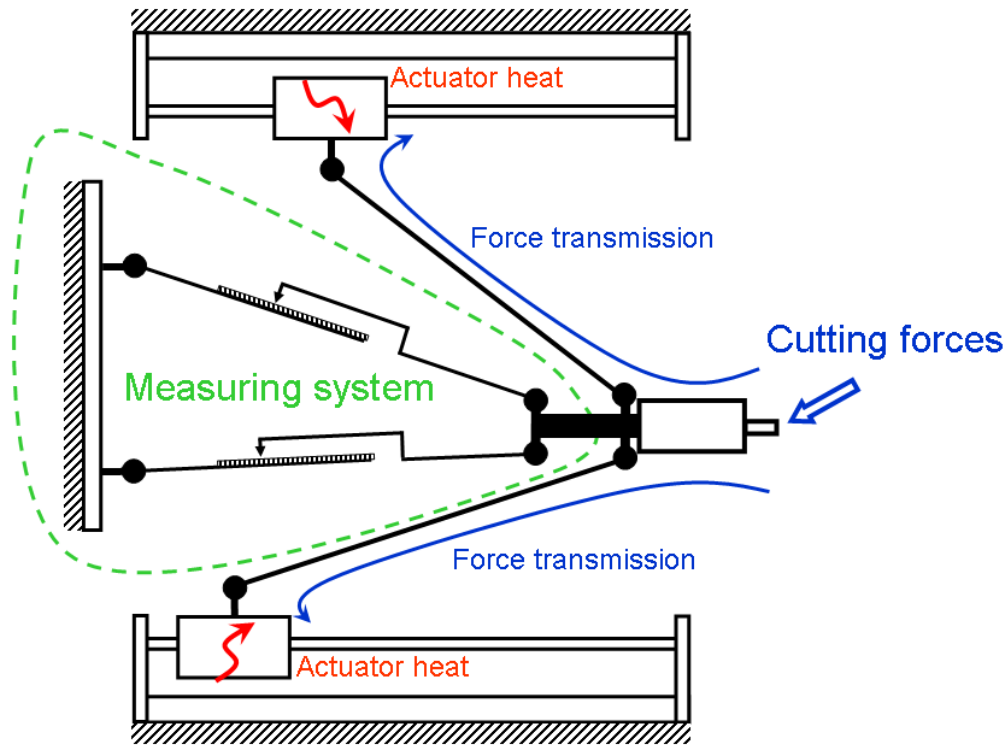 Actuator heat
Force transmission
Cutting forces
Measuring system
Force transmission
Actuator heat